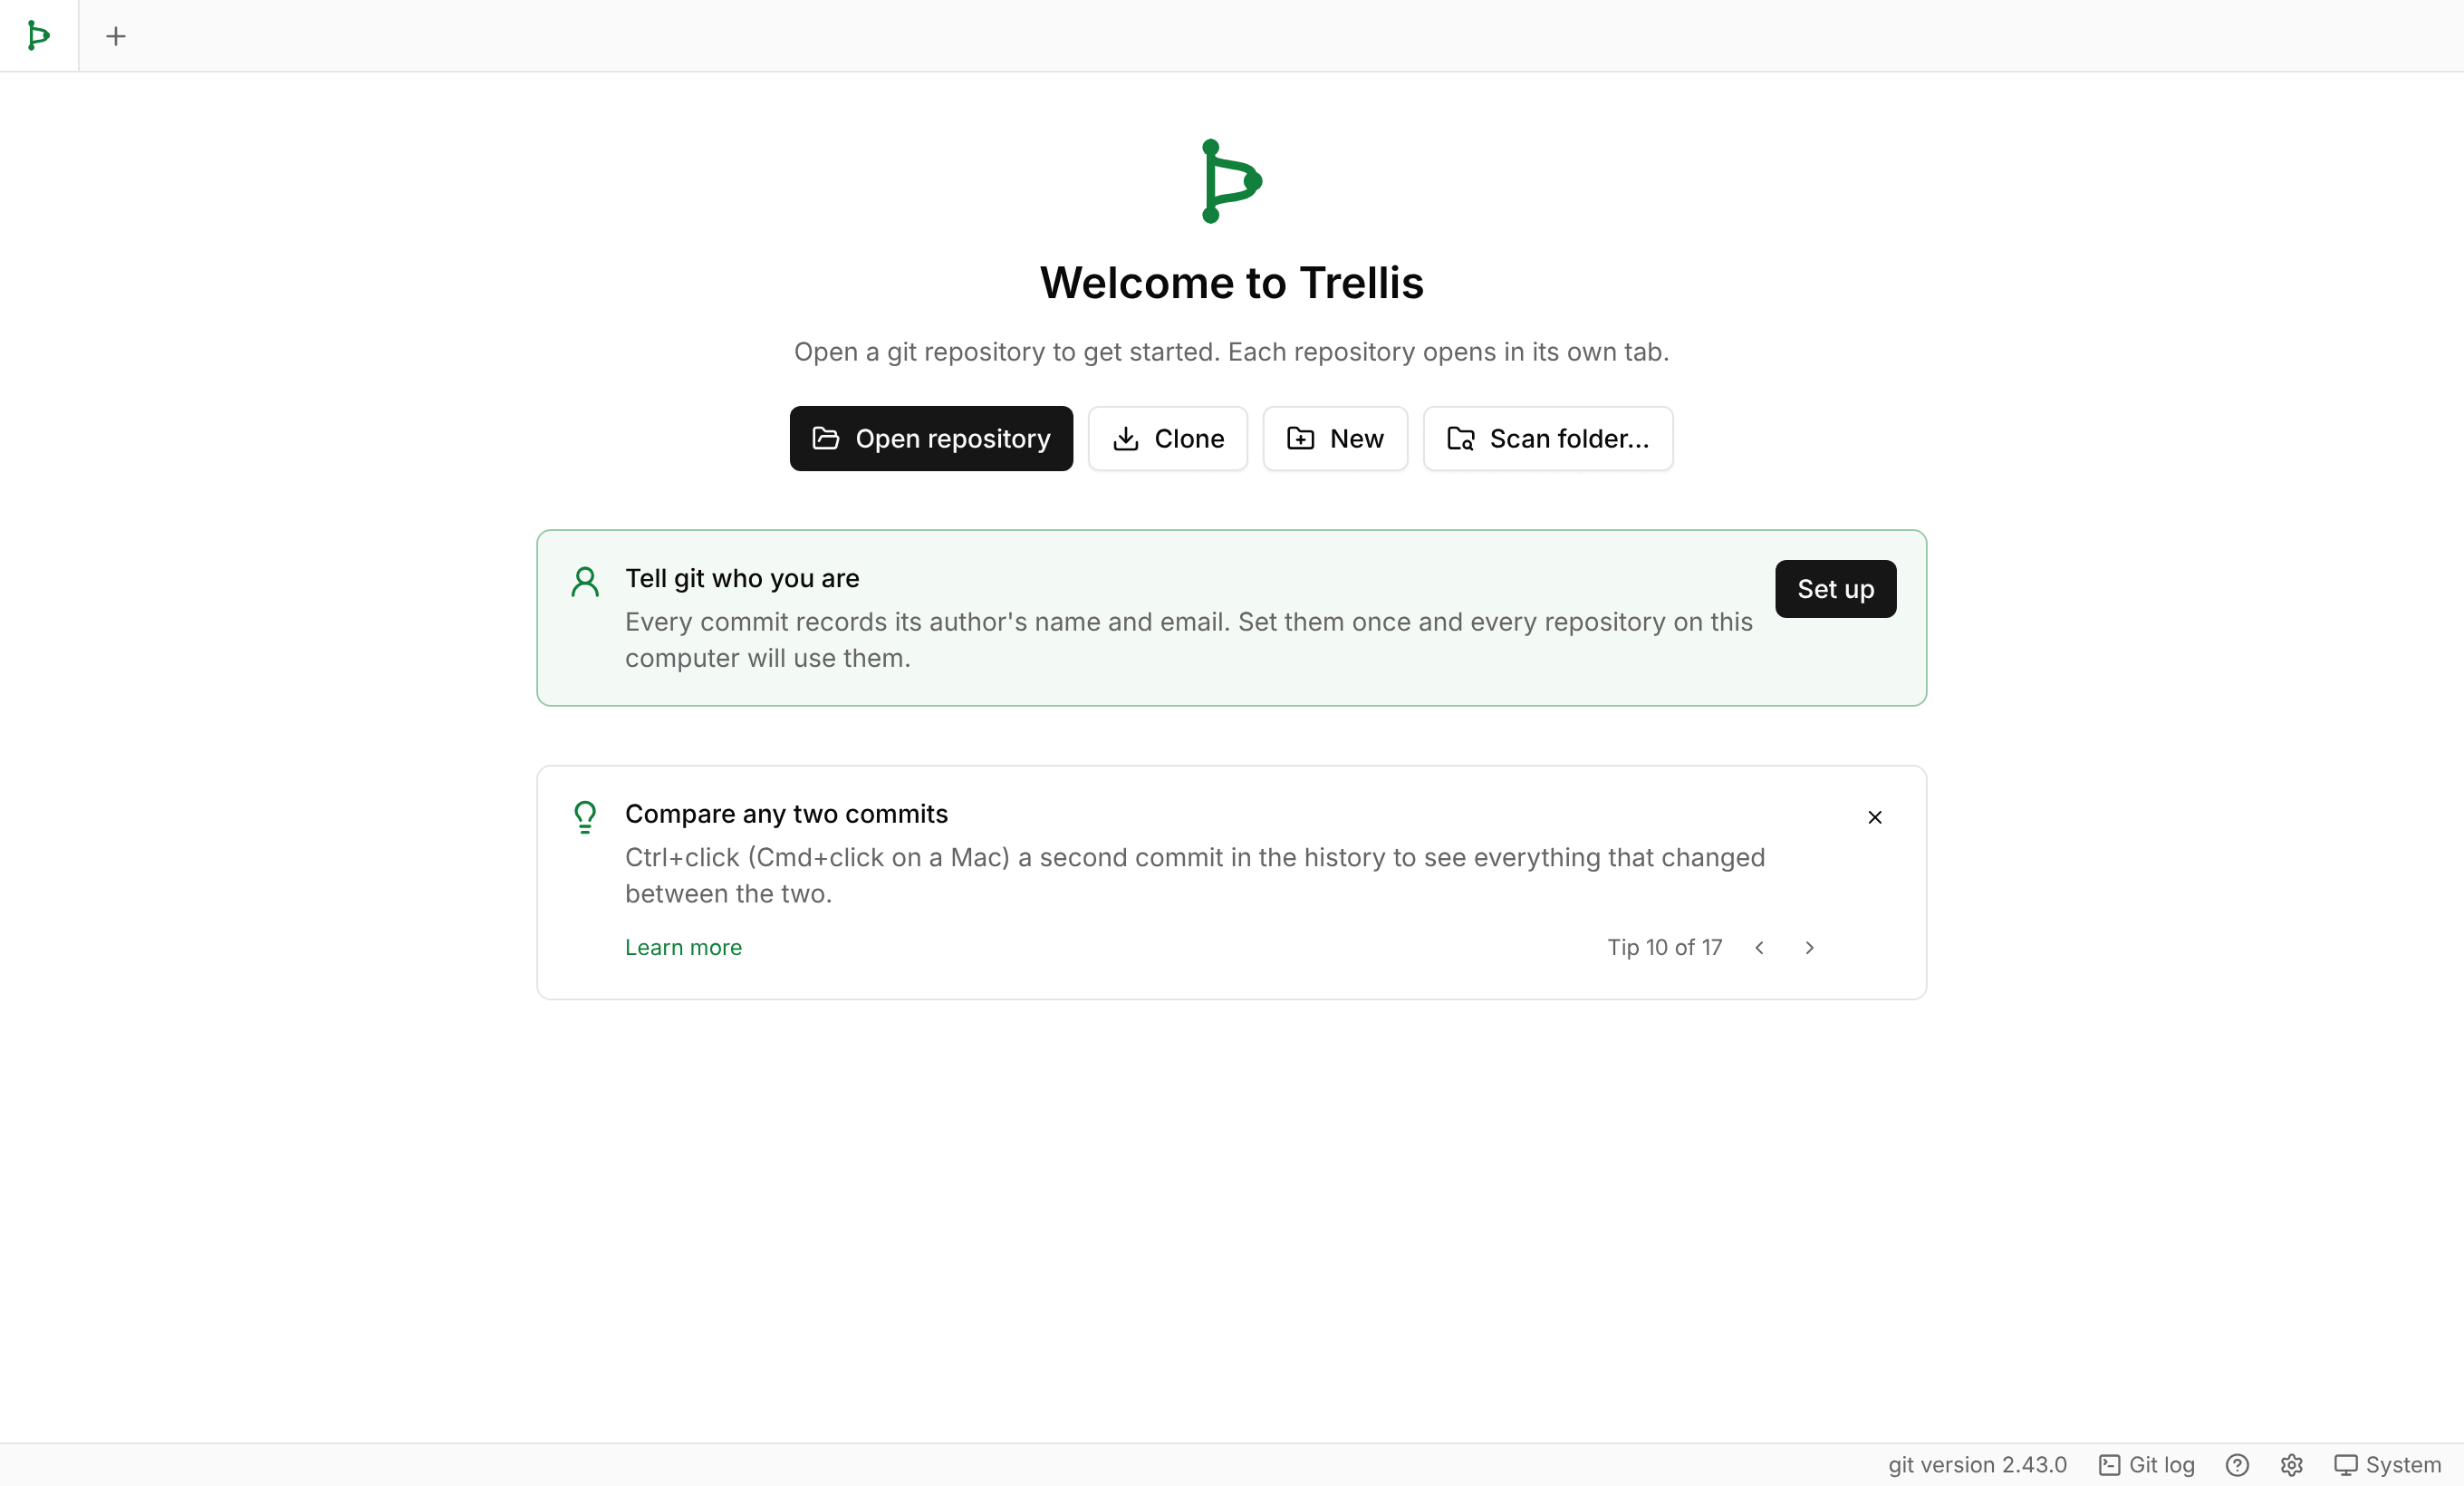 Welcome to Trellis
Open a git repository to get started. Each repository opens in its own tab.
Open repository
Clone
New
Scan folder...
Tell git who you are
Set up
Every commit records its author's name and email. Set them once and every repository on this
computer will use them.
Compare any two commits
Ctrl+click (Cmd+click on a Mac) a second commit in the history to see everything that changed
between the two.
Learn more
Tip 10 of 17
git version 2.43.0
Git log
System